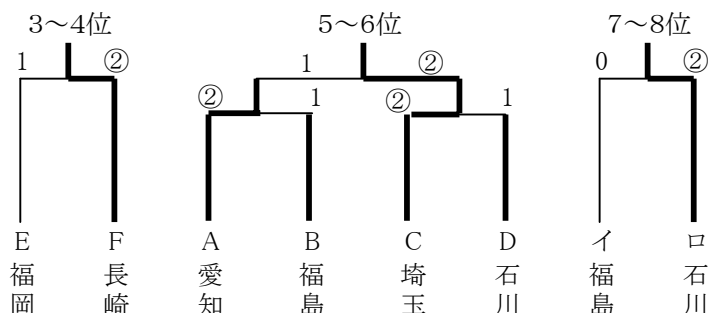 3～4位 5～6位 7～8位
1 ② 1 ② 0 ②
② 1 ② 1
E F A B C D イ ロ
福岡 長崎 愛知 福島 埼玉 石川 福島 石川